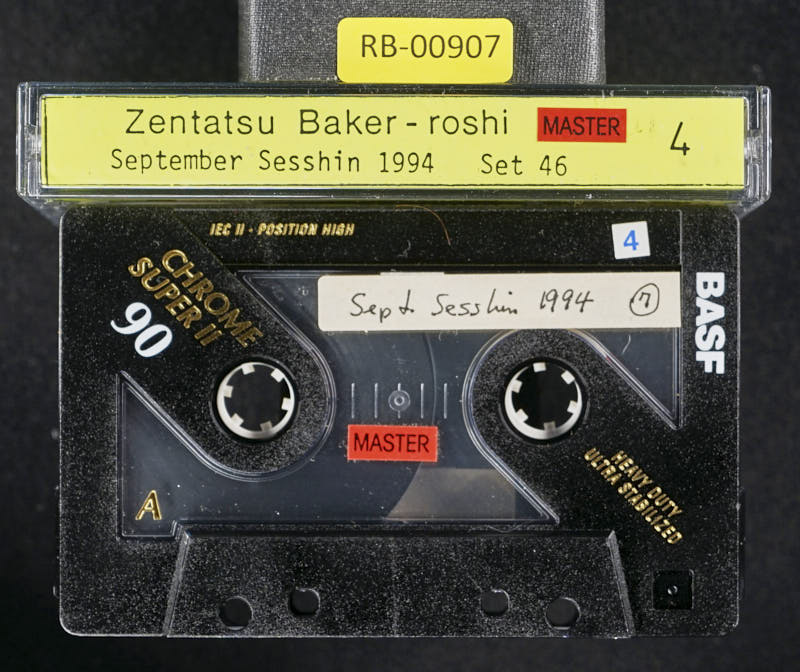 RB-00907
Zentatsu Baker-roshi MASTER 4
September Sesshin 1994 Set 46
IEC II · POSITION HIGH
4
CHROME
SUPER II
90
Sept Sesshin 1994 7
BASF
MASTER
HEAVY DUTY
ULTRA STABILIZED
A